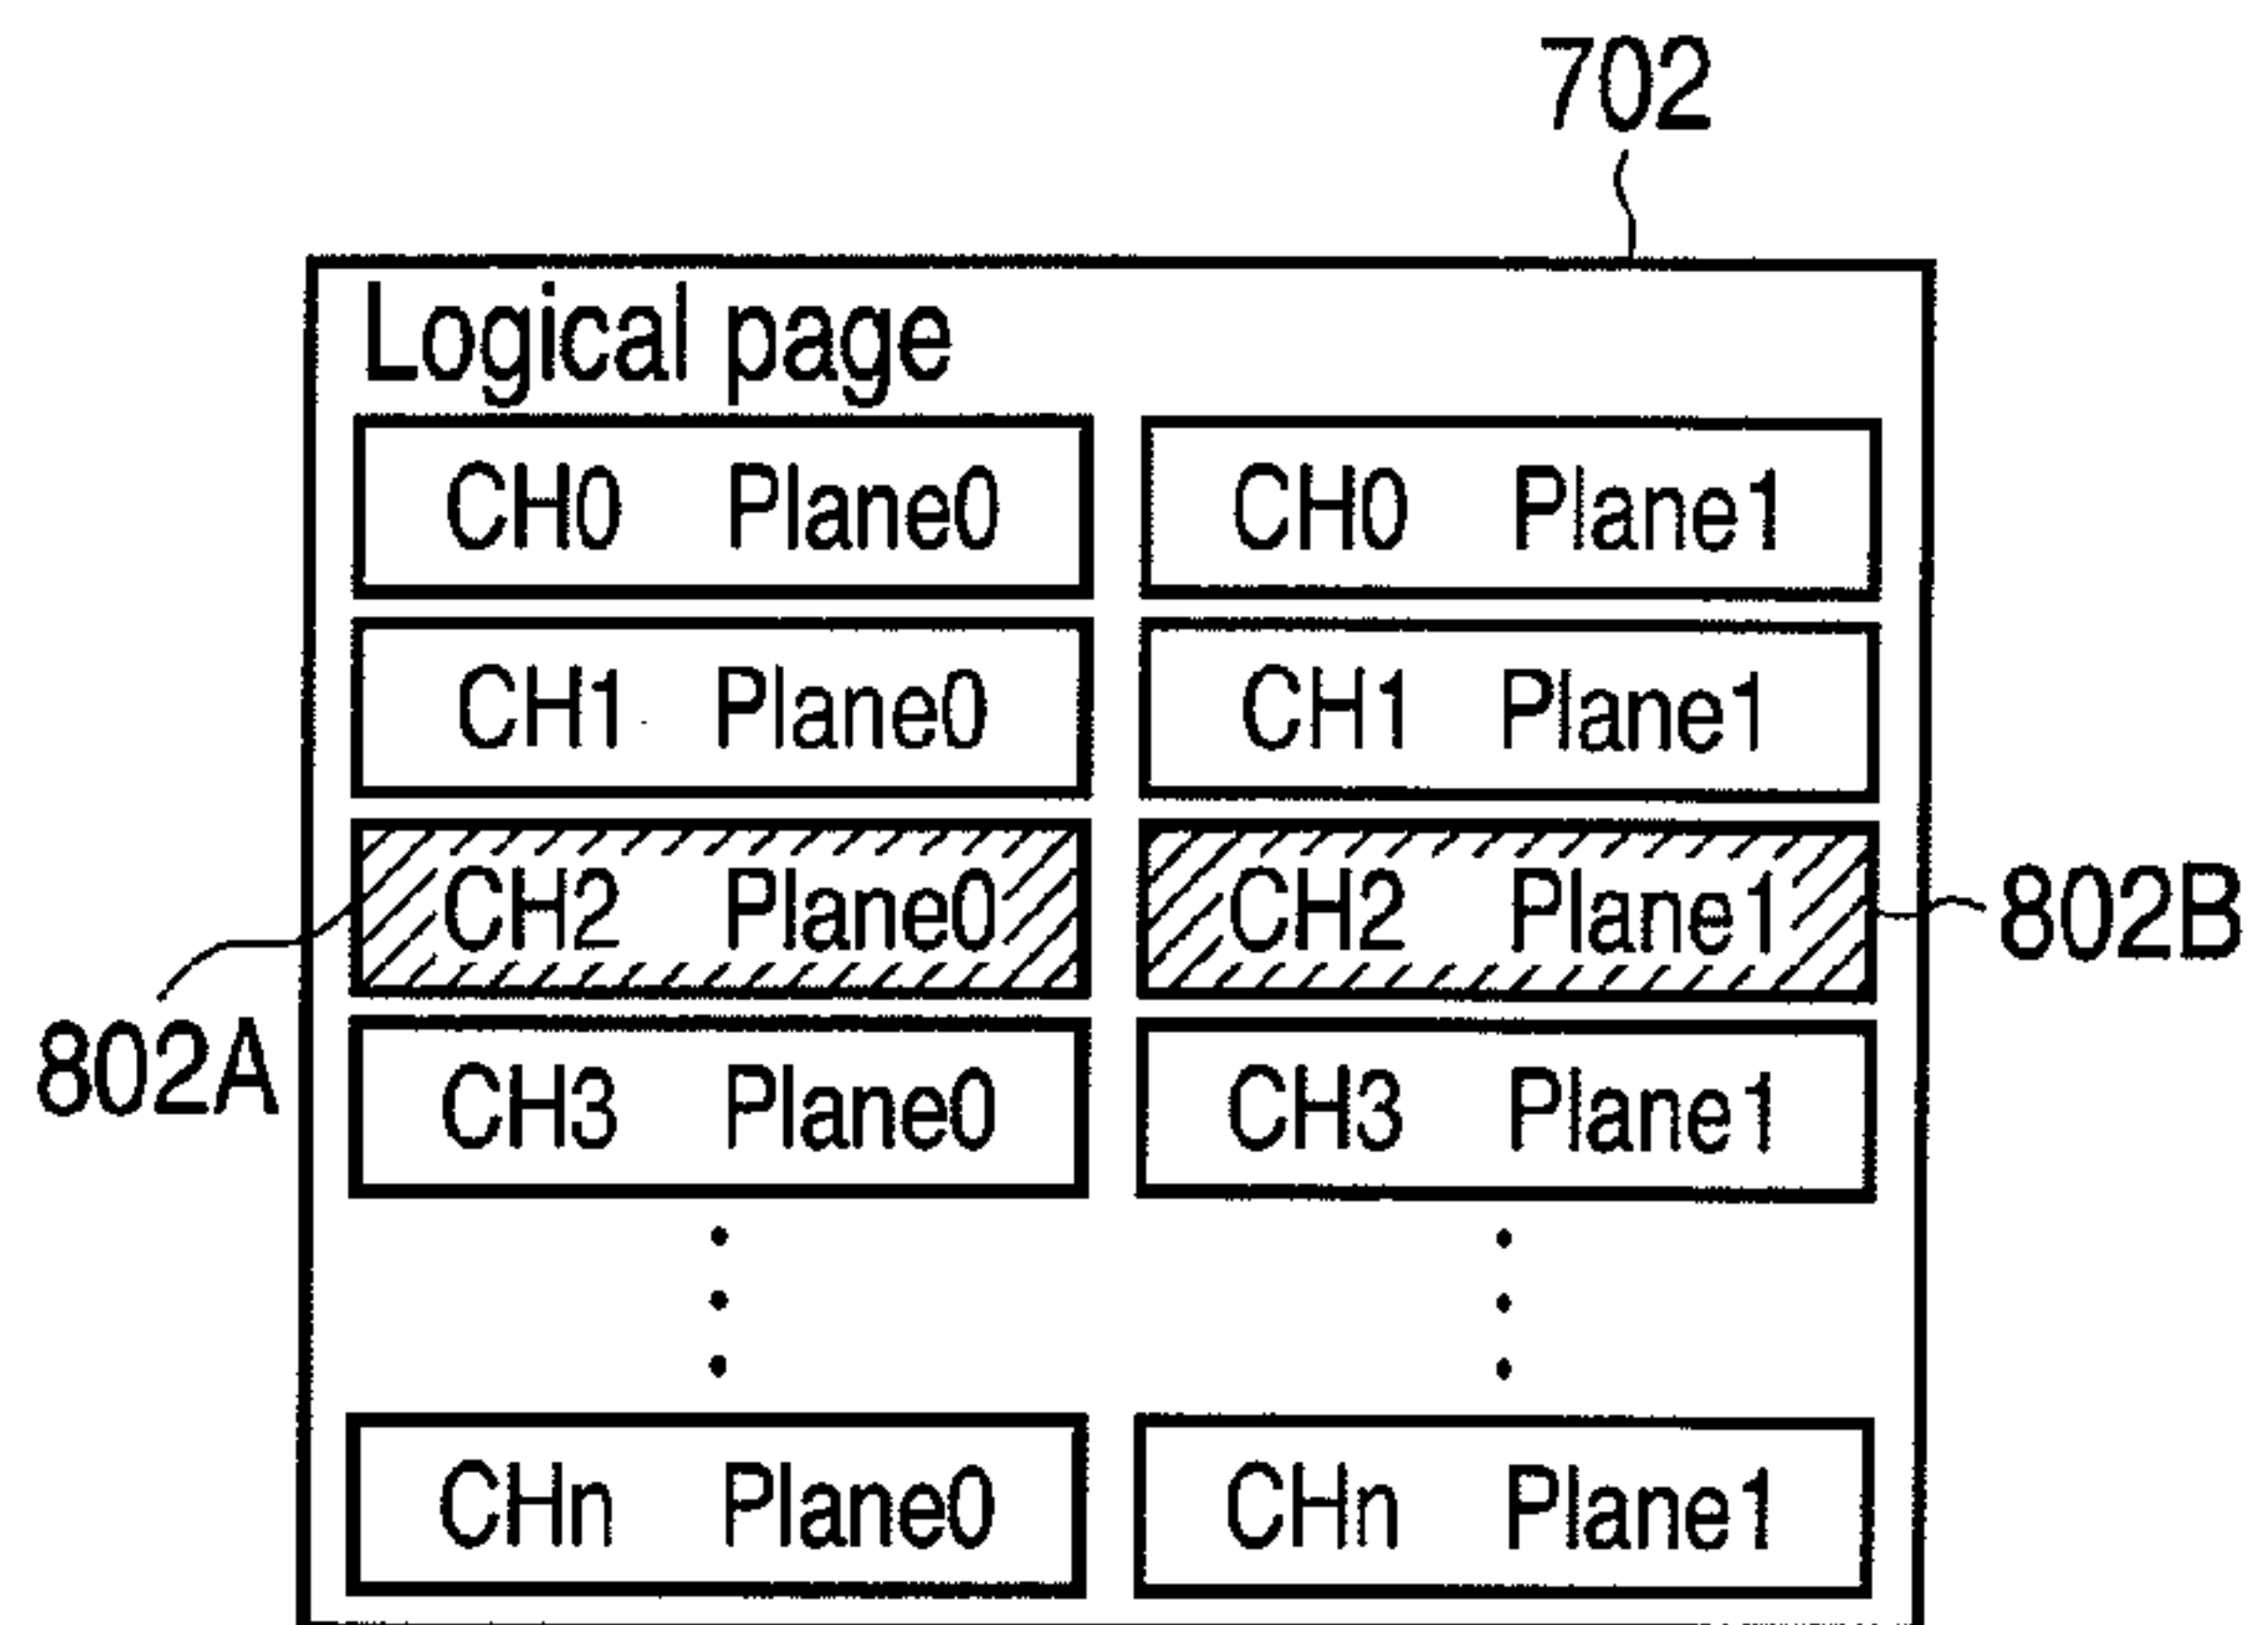 702
Logical page
CH0 Plane0 CH0 Plane1
CH1 Plane0 CH1 Plane1
CH2 Plane0 CH2 Plane1 802B
802A
CH3 Plane0 CH3 Plane1
CHn Plane0 CHn Plane1